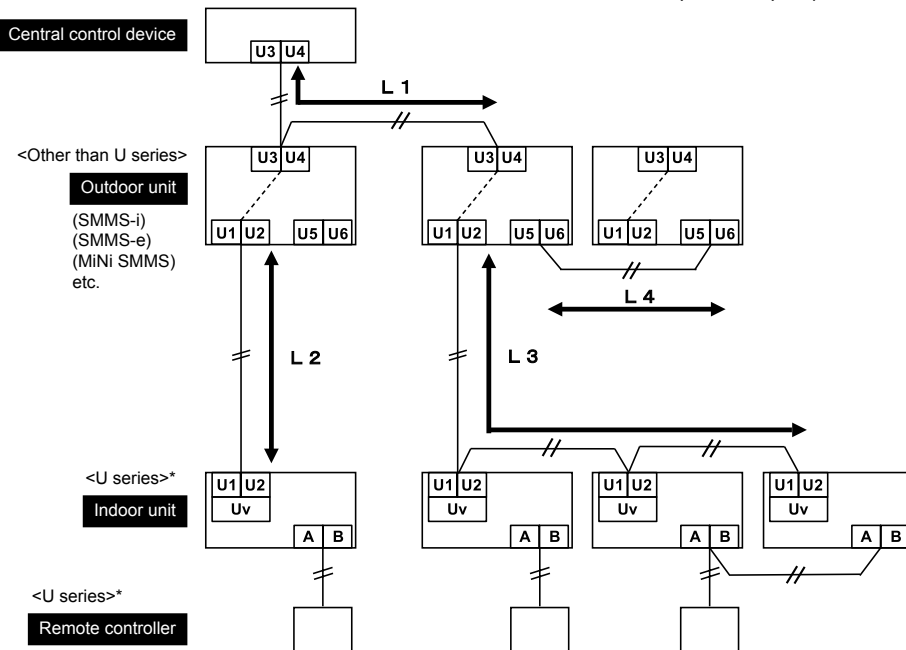 Central control device
U3 U4
L 1
<Other than U series>
Outdoor unit
(SMMS-i)
(SMMS-e)
(MiNi SMMS)
etc.
U3 U4
U1 U2 U5 U6
U3 U4
U1 U2 U5 U6
U3 U4
U1 U2 U5 U6
L 4
L 2
L 3
<U series>*
Indoor unit
U1 U2
Uv
A B
U1 U2
Uv
A B
U1 U2
Uv
A B
U1 U2
Uv
A B
<U series>*
Remote controller